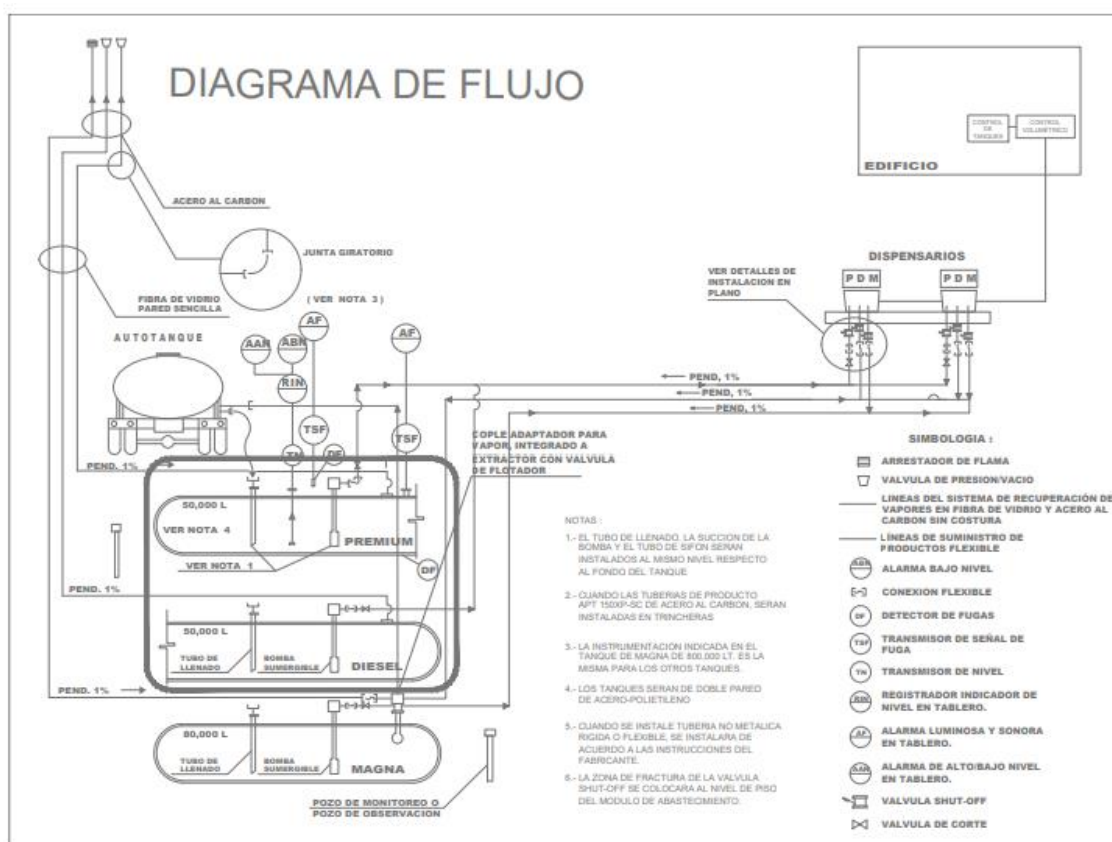 DIAGRAMA DE FLUJO
CONTROL
DE
TANQUES
CONTROL
VOLUMETRICO
EDIFICIO
ACERO AL CARBON
JUNTA GIRATORIO
FIBRA DE VIDRIO
PARED SENCILLA
( VER NOTA 3 )
AUTOTANQUE
DISPENSARIOS
VER DETALLES DE
INSTALACION EN
PLANO
P D M
P D M
AF
AF
AAN
ABN
RIN
TSF
TSF
TN
DF
PEND, 1%
PEND, 1%
PEND, 1%
COPLE ADAPTADOR PARA
VAPOR, INTEGRADO A
EXTRACTOR CON VALVULA
DE FLOTADOR
PEND. 1%
50,000 L
VER NOTA 4
PREMIUM
VER NOTA 1
DF
PEND. 1%
50,000 L
TUBO DE
LLENADO
BOMBA
SUMERGIBLE
DIESEL
PEND. 1%
80,000 L
TUBO DE
LLENADO
BOMBA
SUMERGIBLE
MAGNA
POZO DE MONITOREO O
POZO DE OBSERVACION
NOTAS :
1.- EL TUBO DE LLENADO, LA SUCCION DE LA
BOMBA Y EL TUBO DE SIFON SERAN
INSTALADOS AL MISMO NIVEL RESPECTO
AL FONDO DEL TANQUE
2.- CUANDO LAS TUBERIAS DE PRODUCTO
APT 150XP-SC DE ACERO AL CARBON, SERAN
INSTALADAS EN TRINCHERAS
3.- LA INSTRUMENTACION INDICADA EN EL
TANQUE DE MAGNA DE 800,000 LT. ES LA
MISMA PARA LOS OTROS TANQUES.
4.- LOS TANQUES SERAN DE DOBLE PARED
DE ACERO-POLIETILENO
5.- CUANDO SE INSTALE TUBERIA NO METALICA
RIGIDA O FLEXIBLE, SE INSTALARA DE
ACUERDO A LAS INSTRUCCIONES DEL
FABRICANTE.
6.- LA ZONA DE FRACTURA DE LA VALVULA
SHUT-OFF SE COLOCARA AL NIVEL DE PISO
DEL MODULO DE ABASTECIMIENTO.
SIMBOLOGIA :
ARRESTADOR DE FLAMA
VALVULA DE PRESION/VACIO
LINEAS DEL SISTEMA DE RECUPERACIÓN DE
VAPORES EN FIBRA DE VIDRIO Y ACERO AL
CARBON SIN COSTURA
LÍNEAS DE SUMINISTRO DE
PRODUCTOS FLEXIBLE
ABN ALARMA BAJO NIVEL
CONEXION FLEXIBLE
DF DETECTOR DE FUGAS
TSF TRANSMISOR DE SEÑAL DE
FUGA
TN TRANSMISOR DE NIVEL
RIN REGISTRADOR INDICADOR DE
NIVEL EN TABLERO.
AF ALARMA LUMINOSA Y SONORA
EN TABLERO.
AAN ALARMA DE ALTO/BAJO NIVEL
EN TABLERO.
VALVULA SHUT-OFF
VALVULA DE CORTE